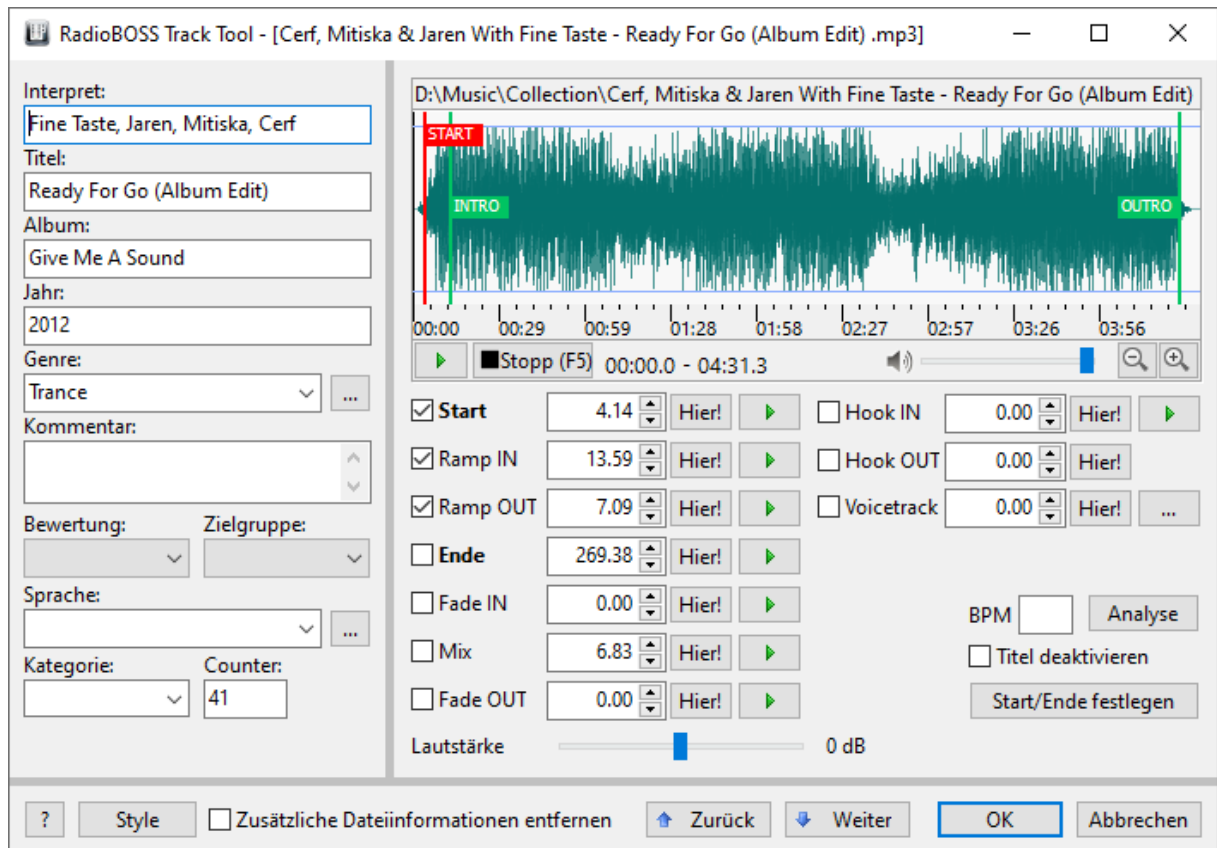 RadioBOSS Track Tool - [Cerf, Mitiska & Jaren With Fine Taste - Ready For Go (Album Edit) .mp3]
Interpret:
Fine Taste, Jaren, Mitiska, Cerf
Titel:
Ready For Go (Album Edit)
Album:
Give Me A Sound
Jahr:
2012
Genre:
Trance
...
Kommentar:
Bewertung: Zielgruppe:
Sprache:
...
Kategorie: Counter:
41
D:\Music\Collection\Cerf, Mitiska & Jaren With Fine Taste - Ready For Go (Album Edit)
START
INTRO OUTRO
00:00 00:29 00:59 01:28 01:58 02:27 02:57 03:26 03:56
Stopp (F5) 00:00.0 - 04:31.3
Start 4.14 Hier! Hook IN 0.00 Hier!
Ramp IN 13.59 Hier! Hook OUT 0.00 Hier!
Ramp OUT 7.09 Hier! Voicetrack 0.00 Hier! ...
Ende 269.38 Hier!
Fade IN 0.00 Hier! BPM Analyse
Mix 6.83 Hier! Titel deaktivieren
Fade OUT 0.00 Hier! Start/Ende festlegen
Lautstärke 0 dB
? Style Zusätzliche Dateiinformationen entfernen Zurück Weiter OK Abbrechen